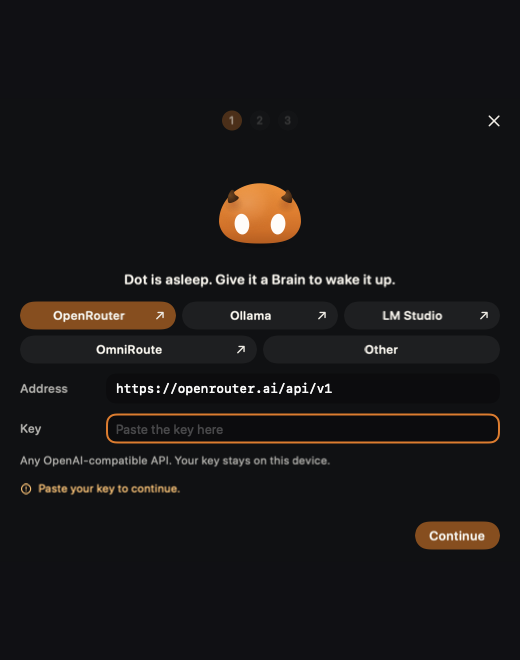 1 2 3
Dot is asleep. Give it a Brain to wake it up.
OpenRouter Ollama LM Studio
OmniRoute Other
Address https://openrouter.ai/api/v1
Key Paste the key here
Any OpenAI-compatible API. Your key stays on this device.
Paste your key to continue.
Continue